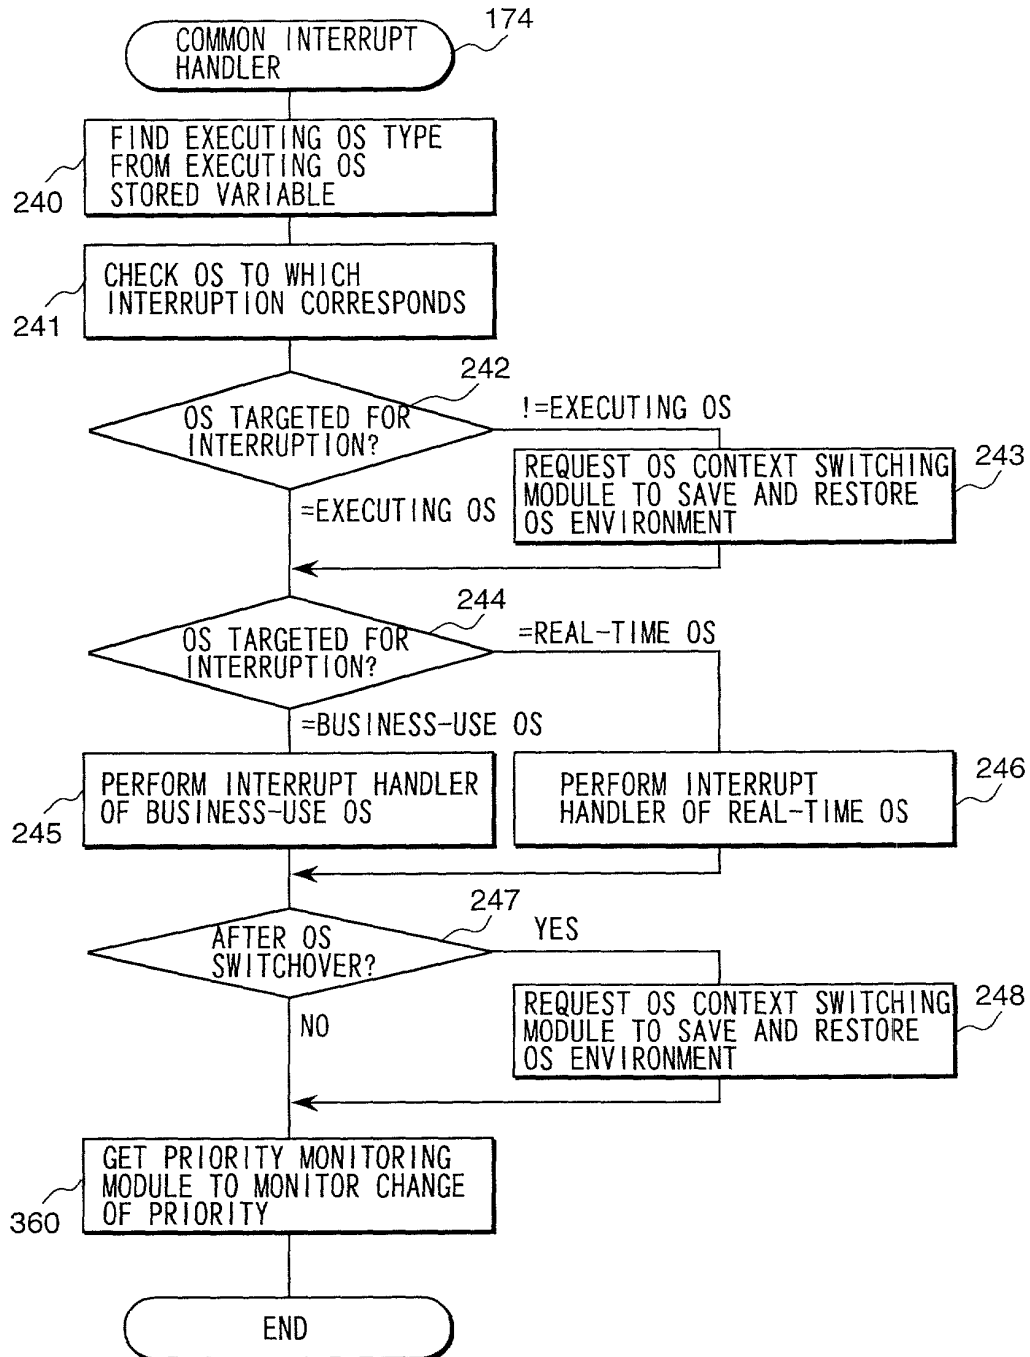 174
COMMON INTERRUPT
HANDLER
FIND EXECUTING OS TYPE
FROM EXECUTING OS
STORED VARIABLE
240
CHECK OS TO WHICH
INTERRUPTION CORRESPONDS
241
242
OS TARGETED FOR
INTERRUPTION?
!=EXECUTING OS
=EXECUTING OS
REQUEST OS CONTEXT SWITCHING
MODULE TO SAVE AND RESTORE
OS ENVIRONMENT
243
244
OS TARGETED FOR
INTERRUPTION?
=REAL-TIME OS
=BUSINESS-USE OS
PERFORM INTERRUPT HANDLER
OF BUSINESS-USE OS
245
PERFORM INTERRUPT
HANDLER OF REAL-TIME OS
246
247
AFTER OS
SWITCHOVER?
YES
NO
REQUEST OS CONTEXT SWITCHING
MODULE TO SAVE AND RESTORE
OS ENVIRONMENT
248
GET PRIORITY MONITORING
MODULE TO MONITOR CHANGE
OF PRIORITY
360
END